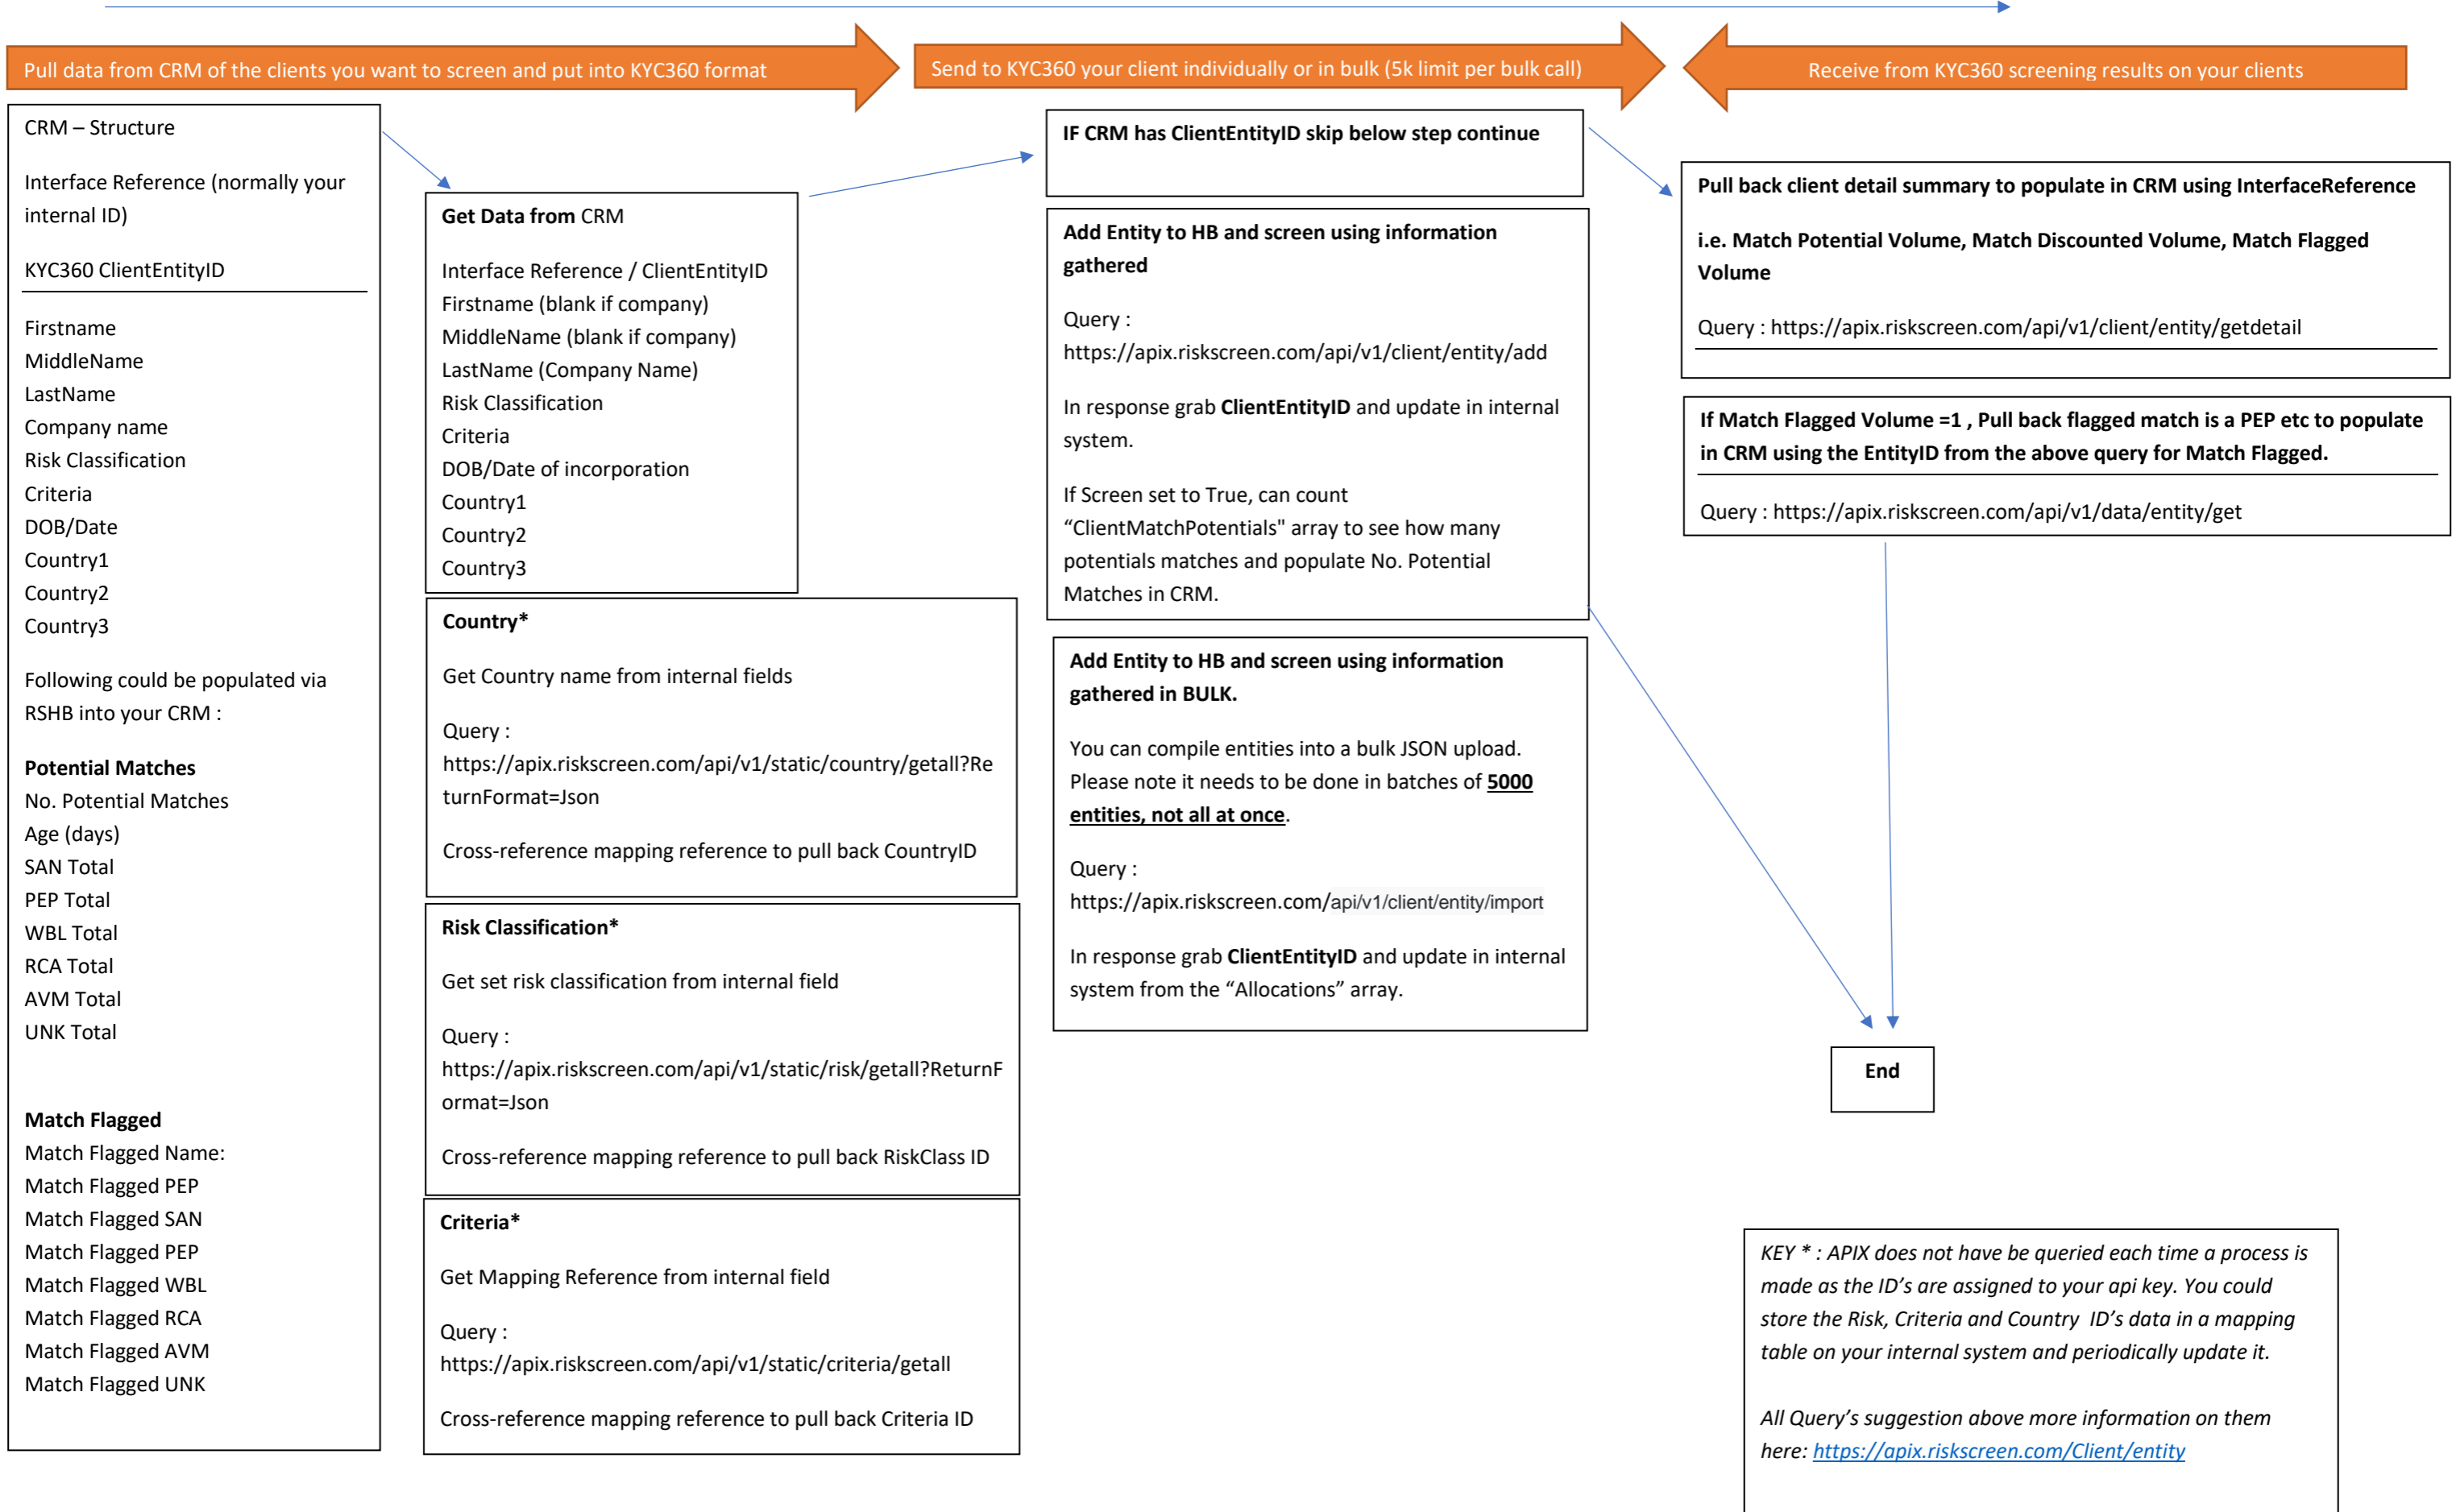 Pull data from CRM of the clients you want to screen and put into KYC360 format
Send to KYC360 your client individually or in bulk (5k limit per bulk call)
Receive from KYC360 screening results on your clients
CRM – Structure
Interface Reference (normally your
internal ID)
KYC360 ClientEntityID
Firstname
MiddleName
LastName
Company name
Risk Classification
Criteria
DOB/Date
Country1
Country2
Country3
Following could be populated via
RSHB into your CRM :
Potential Matches
No. Potential Matches
Age (days)
SAN Total
PEP Total
WBL Total
RCA Total
AVM Total
UNK Total
Match Flagged
Match Flagged Name:
Match Flagged PEP
Match Flagged SAN
Match Flagged PEP
Match Flagged WBL
Match Flagged RCA
Match Flagged AVM
Match Flagged UNK
Get Data from CRM
Interface Reference / ClientEntityID
Firstname (blank if company)
MiddleName (blank if company)
LastName (Company Name)
Risk Classification
Criteria
DOB/Date of incorporation
Country1
Country2
Country3
Country*
Get Country name from internal fields
Query :
https://apix.riskscreen.com/api/v1/static/country/getall?Re
turnFormat=Json
Cross-reference mapping reference to pull back CountryID
Risk Classification*
Get set risk classification from internal field
Query :
https://apix.riskscreen.com/api/v1/static/risk/getall?ReturnF
ormat=Json
Cross-reference mapping reference to pull back RiskClass ID
Criteria*
Get Mapping Reference from internal field
Query :
https://apix.riskscreen.com/api/v1/static/criteria/getall
Cross-reference mapping reference to pull back Criteria ID
IF CRM has ClientEntityID skip below step continue
Add Entity to HB and screen using information
gathered
Query :
https://apix.riskscreen.com/api/v1/client/entity/add
In response grab ClientEntityID and update in internal
system.
If Screen set to True, can count
“ClientMatchPotentials" array to see how many
potentials matches and populate No. Potential
Matches in CRM.
Add Entity to HB and screen using information
gathered in BULK.
You can compile entities into a bulk JSON upload.
Please note it needs to be done in batches of 5000
entities, not all at once.
Query :
https://apix.riskscreen.com/api/v1/client/entity/import
In response grab ClientEntityID and update in internal
system from the “Allocations” array.
Pull back client detail summary to populate in CRM using InterfaceReference
i.e. Match Potential Volume, Match Discounted Volume, Match Flagged
Volume
Query : https://apix.riskscreen.com/api/v1/client/entity/getdetail
If Match Flagged Volume =1 , Pull back flagged match is a PEP etc to populate
in CRM using the EntityID from the above query for Match Flagged.
Query : https://apix.riskscreen.com/api/v1/data/entity/get
End
KEY * : APIX does not have be queried each time a process is
made as the ID’s are assigned to your api key. You could
store the Risk, Criteria and Country  ID’s data in a mapping
table on your internal system and periodically update it.
All Query’s suggestion above more information on them
here: https://apix.riskscreen.com/Client/entity